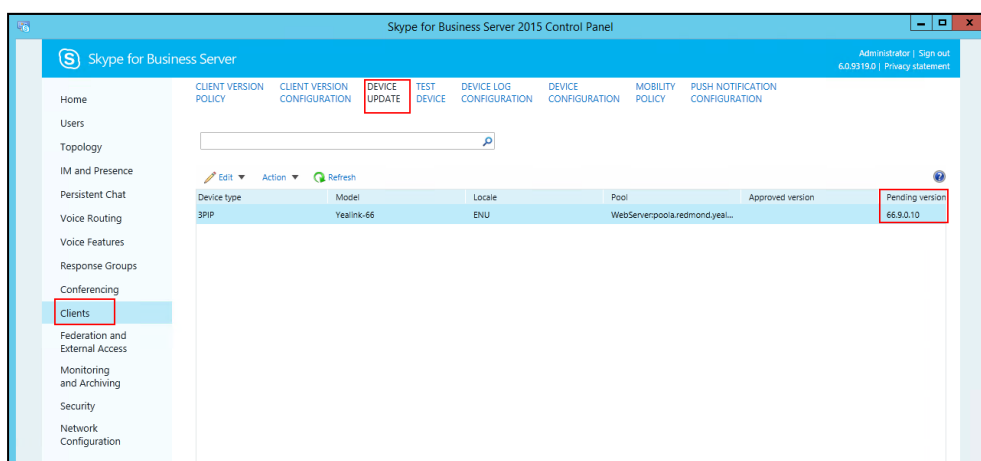 Skype for Business Server 2015 Control Panel
Skype for Business Server
Administrator | Sign out
6.0.9319.0 | Privacy statement
Home
Users
Topology
IM and Presence
Persistent Chat
Voice Routing
Voice Features
Response Groups
Conferencing
Clients
Federation and
External Access
Monitoring
and Archiving
Security
Network
Configuration
CLIENT VERSION
POLICY
CLIENT VERSION
CONFIGURATION
DEVICE
UPDATE
TEST
DEVICE
DEVICE LOG
CONFIGURATION
DEVICE
CONFIGURATION
MOBILITY
POLICY
PUSH NOTIFICATION
CONFIGURATION
Edit Action Refresh
Device type Model Locale Pool Approved version Pending version
3PIP Yealink-66 ENU WebServer:poola.redmond.yeal... 66.9.0.10